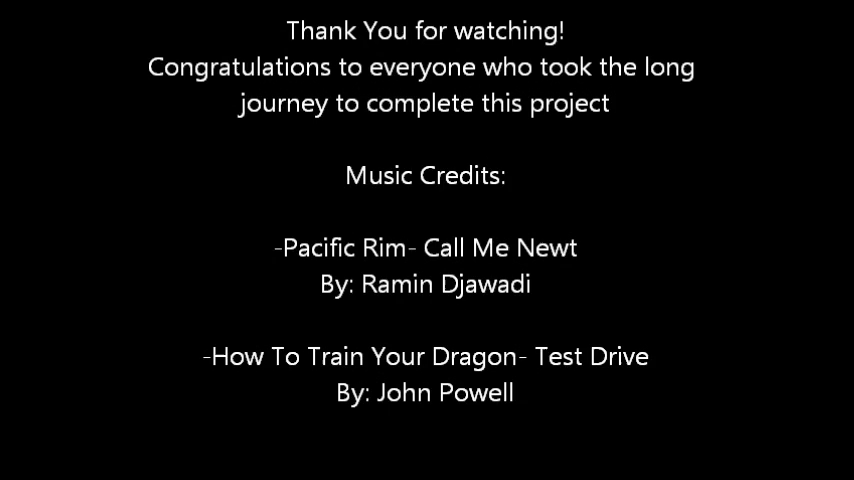 Thank You for watching!
Congratulations to everyone who took the long
journey to complete this project
Music Credits:
-Pacific Rim- Call Me Newt
By: Ramin Djawadi
-How To Train Your Dragon- Test Drive
By: John Powell